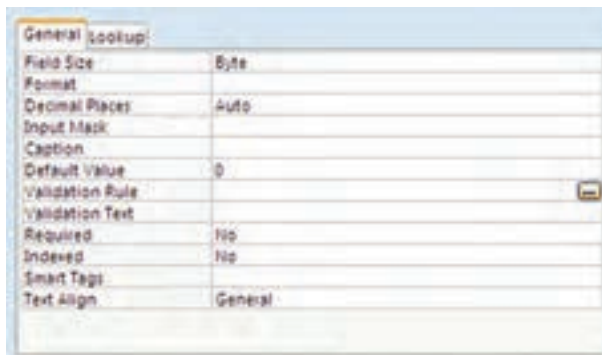 General Lookup
Field Size Byte
Format
Decimal Places Auto
Input Mask
Caption
Default Value 0
Validation Rule ...
Validation Text
Required No
Indexed No
Smart Tags
Text Align General